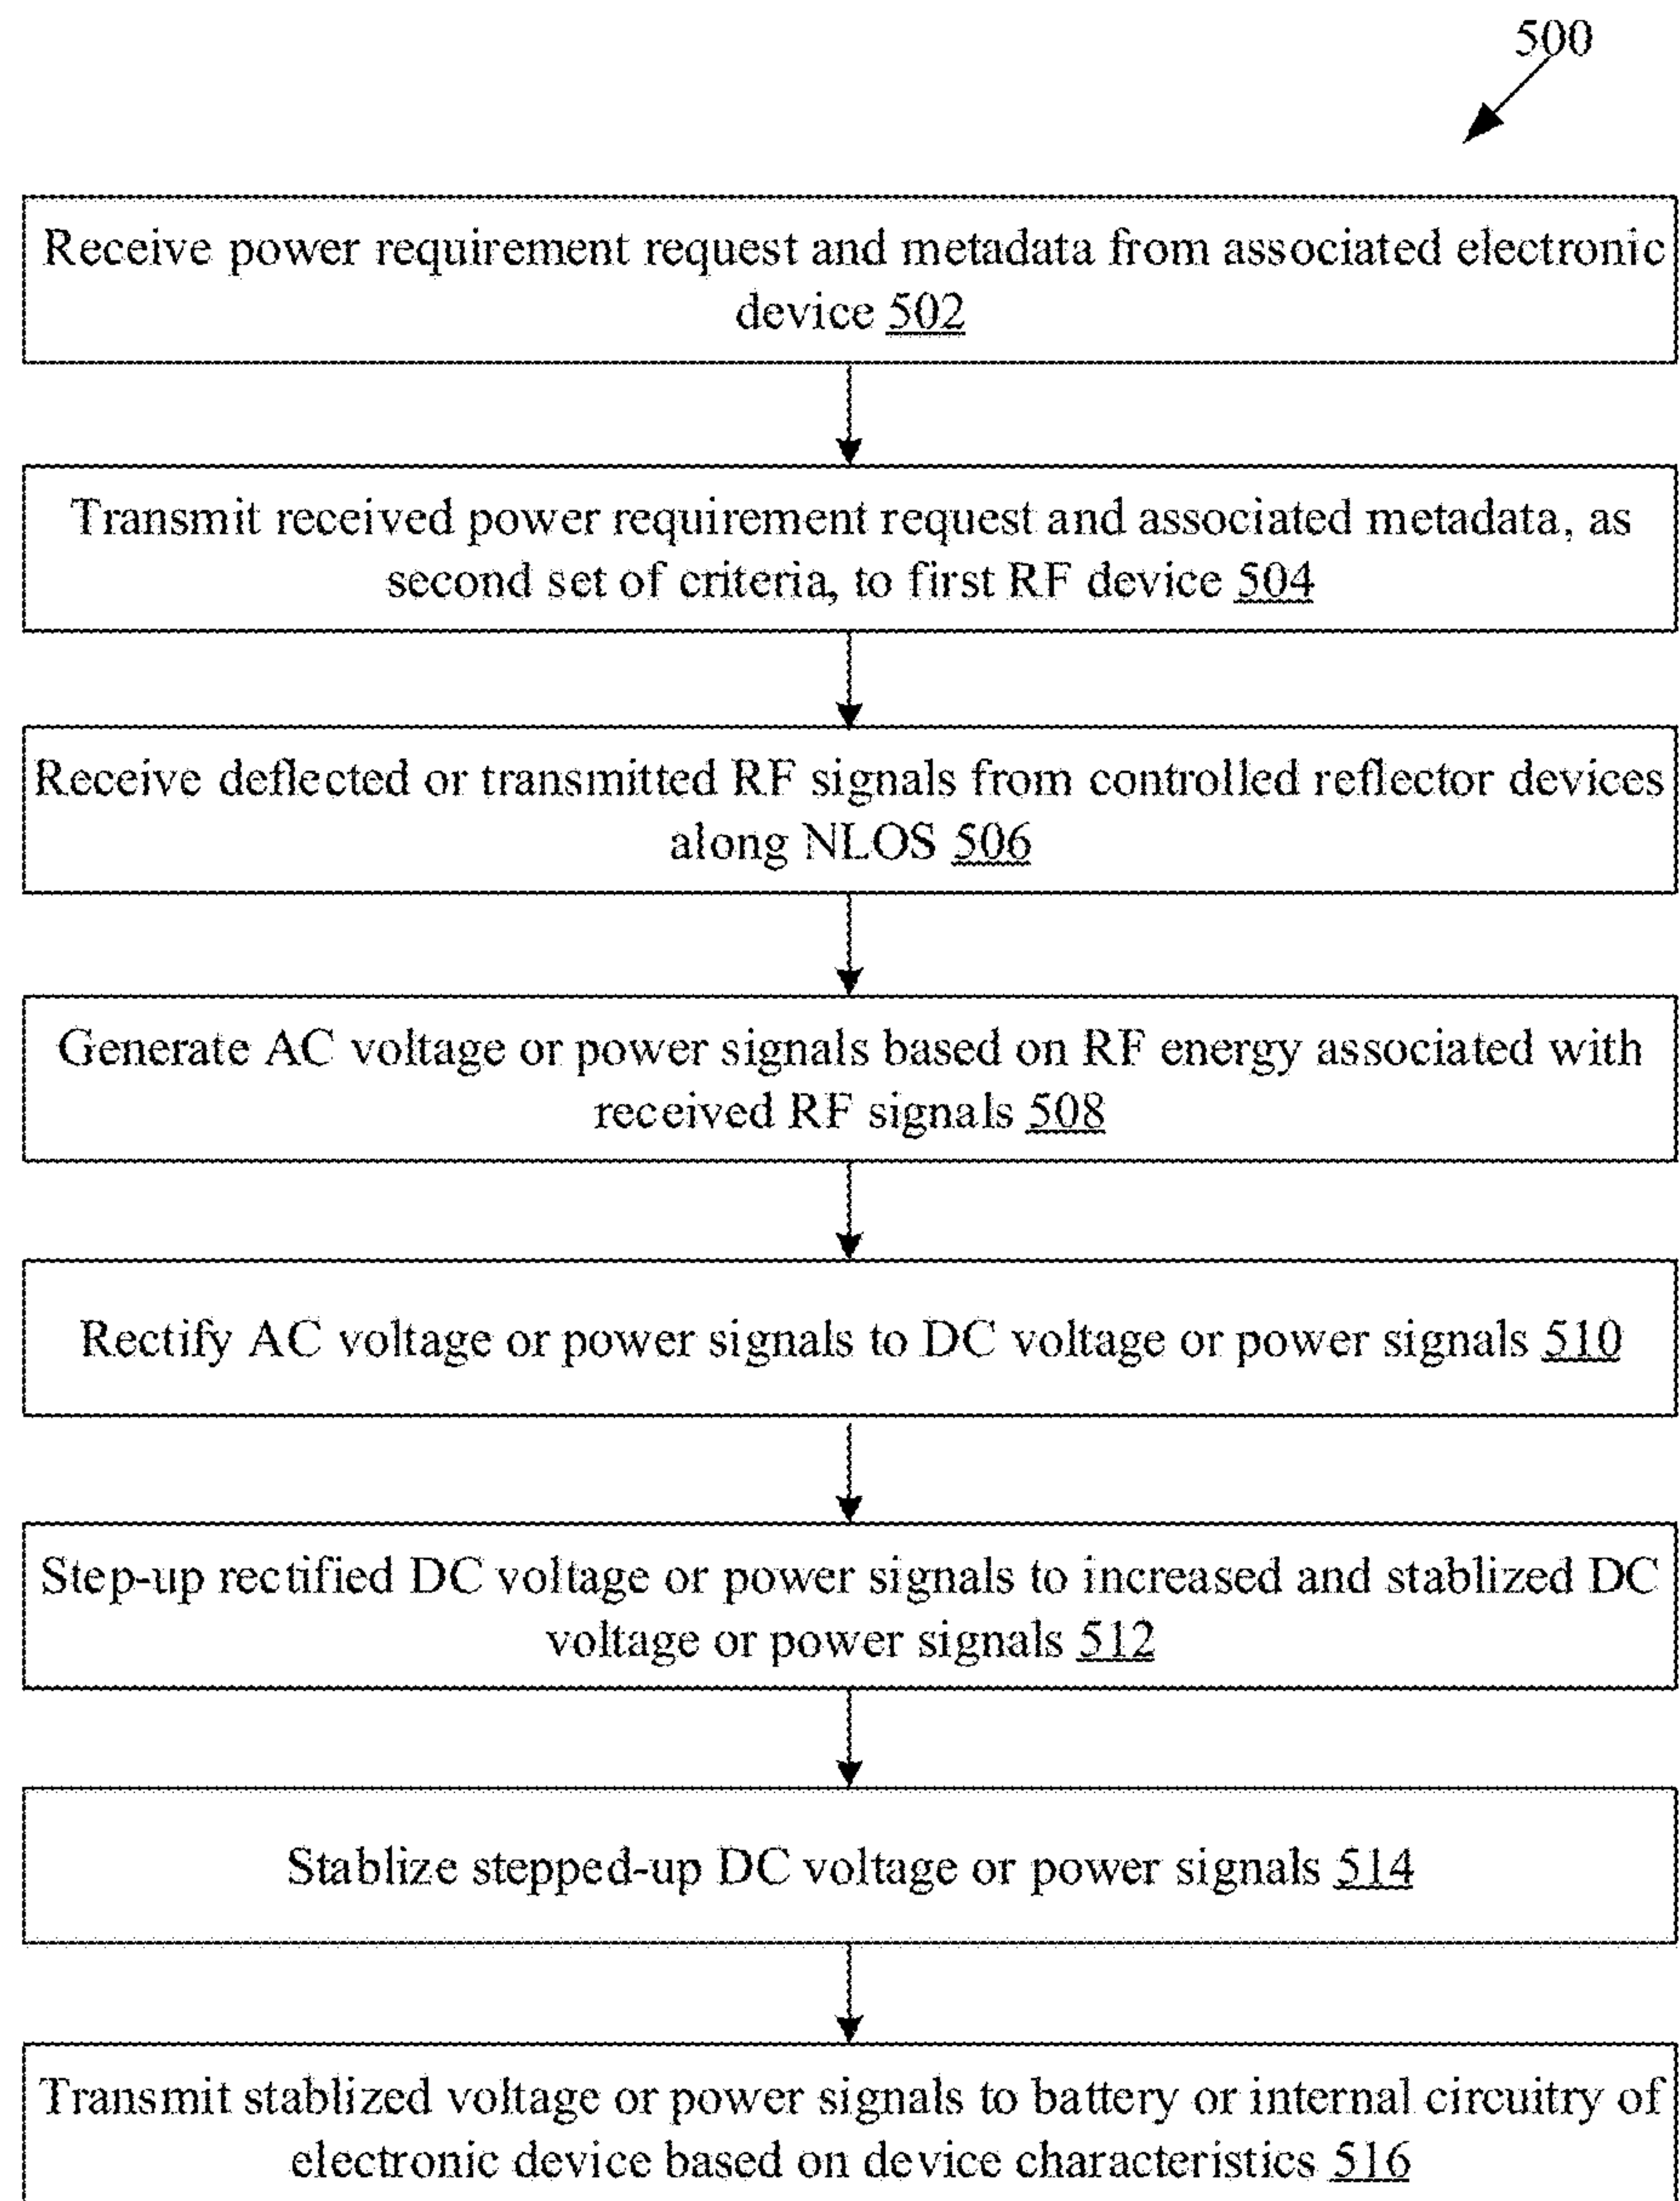 500
Receive power requirement request and metadata from associated electronic
device 502
Transmit received power requirement request and associated metadata, as
second set of criteria, to first RF device 504
Receive deflected or transmitted RF signals from controlled reflector devices
along NLOS 506
Generate AC voltage or power signals based on RF energy associated with
received RF signals 508
Rectify AC voltage or power signals to DC voltage or power signals 510
Step-up rectified DC voltage or power signals to increased and stablized DC
voltage or power signals 512
Stablize stepped-up DC voltage or power signals 514
Transmit stablized voltage or power signals to battery or internal circuitry of
electronic device based on device characteristics 516